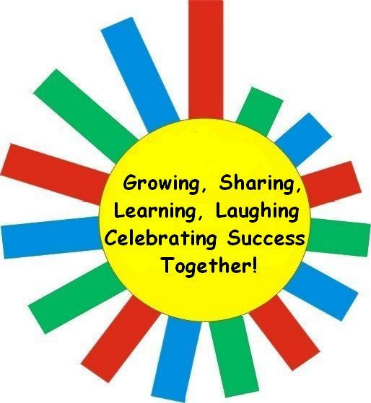 Growing, Sharing,
Learning, Laughing
Celebrating Success
Together!